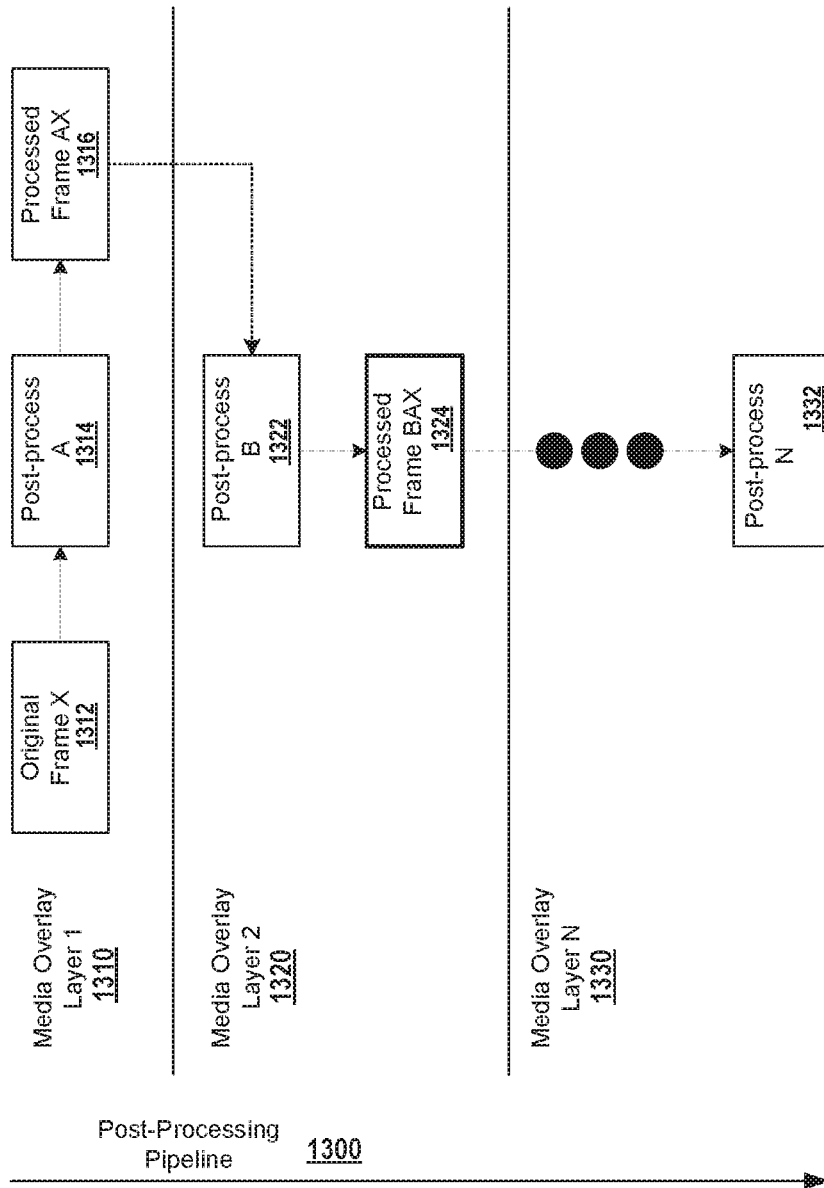 Media Overlay
Layer 1
1310
Original
Frame X
1312
Post-process
A
1314
Processed
Frame AX
1316
Media Overlay
Layer 2
1320
Post-process
B
1322
Processed
Frame BAX
1324
Media Overlay
Layer N
1330
Post-process
N
1332
Post-Processing
Pipeline
1300